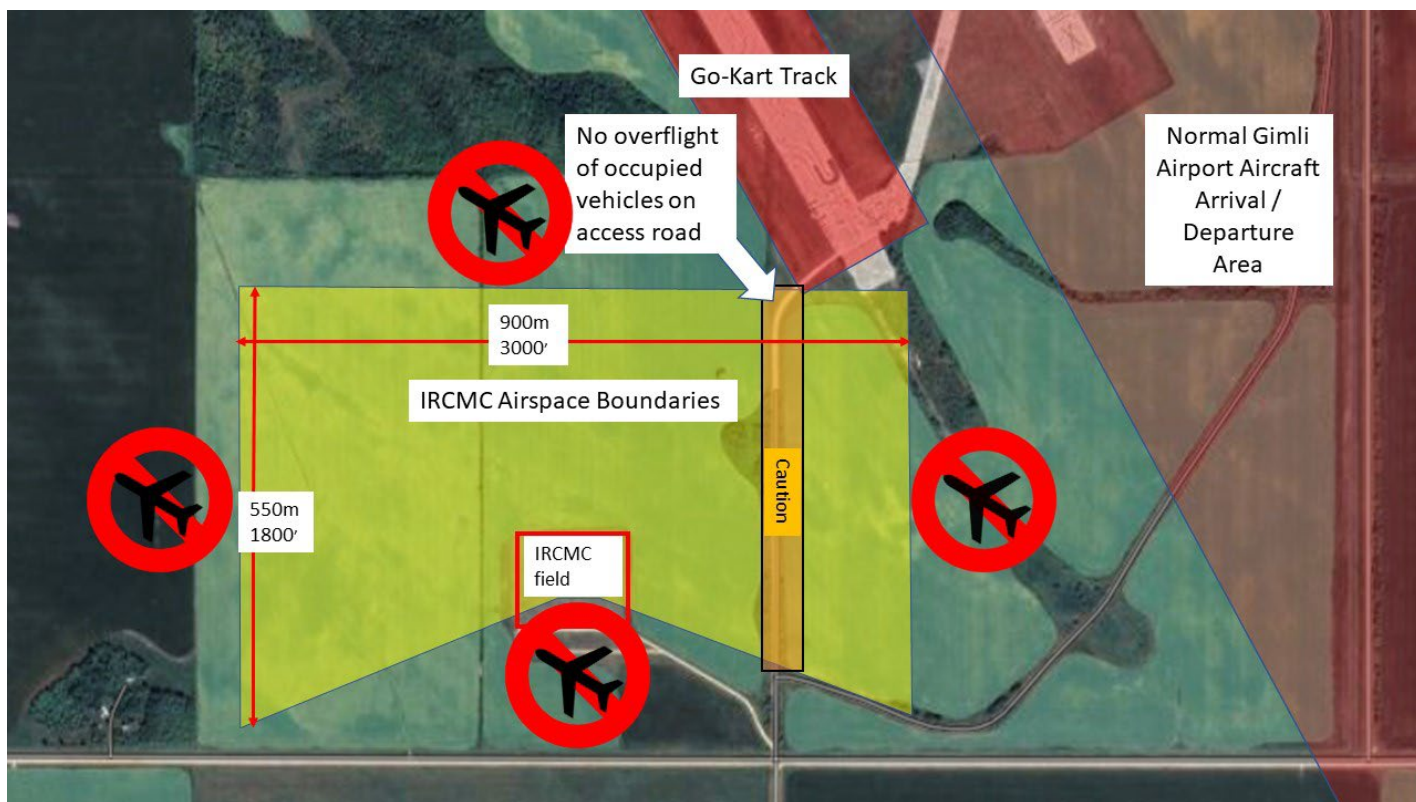 Go-Kart Track
No overflight
of occupied
vehicles on
access road
Normal Gimli
Airport Aircraft
Arrival /
Departure
Area
900m
3000′
IRCMC Airspace Boundaries
Caution
550m
1800′
IRCMC
field